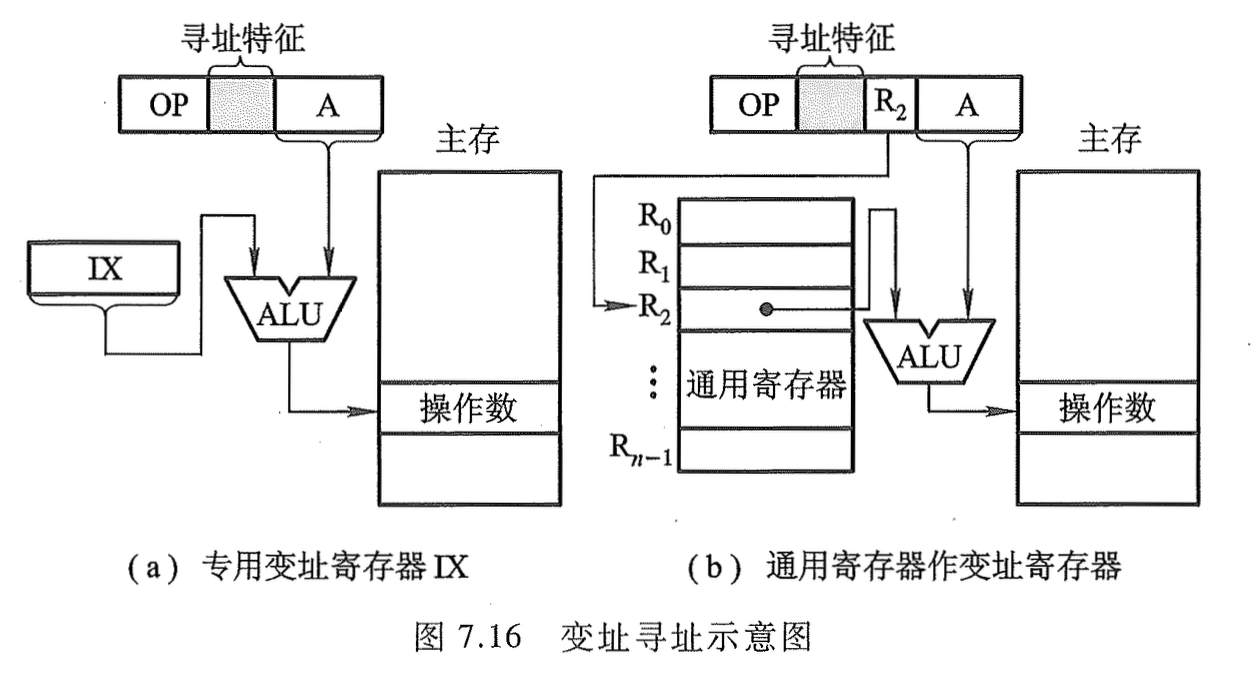 寻址特征
OP A
主存
IX
ALU
操作数
(a) 专用变址寄存器 IX
寻址特征
OP R2 A
主存
R0
R1
R2
⋮ 通用寄存器
Rn-1
ALU
操作数
(b) 通用寄存器作变址寄存器
图 7.16 变址寻址示意图